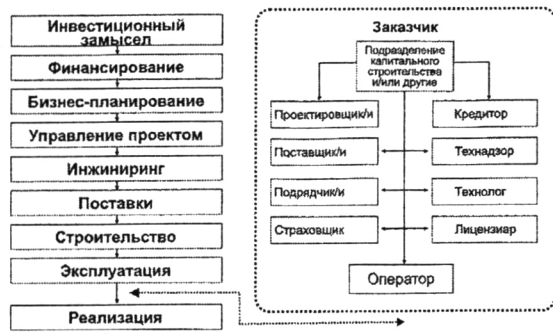 Инвестиционный
замысел
Финансирование
Бизнес-планирование
Управление проектом
Инжиниринг
Поставки
Строительство
Эксплуатация
Реализация
Заказчик
Подразделение
капитального
строительства
и/или другие
Проектировщик/и
Кредитор
Поставщик/и
Технадзор
Подрядчик/и
Технолог
Страховщик
Лицензиар
Оператор